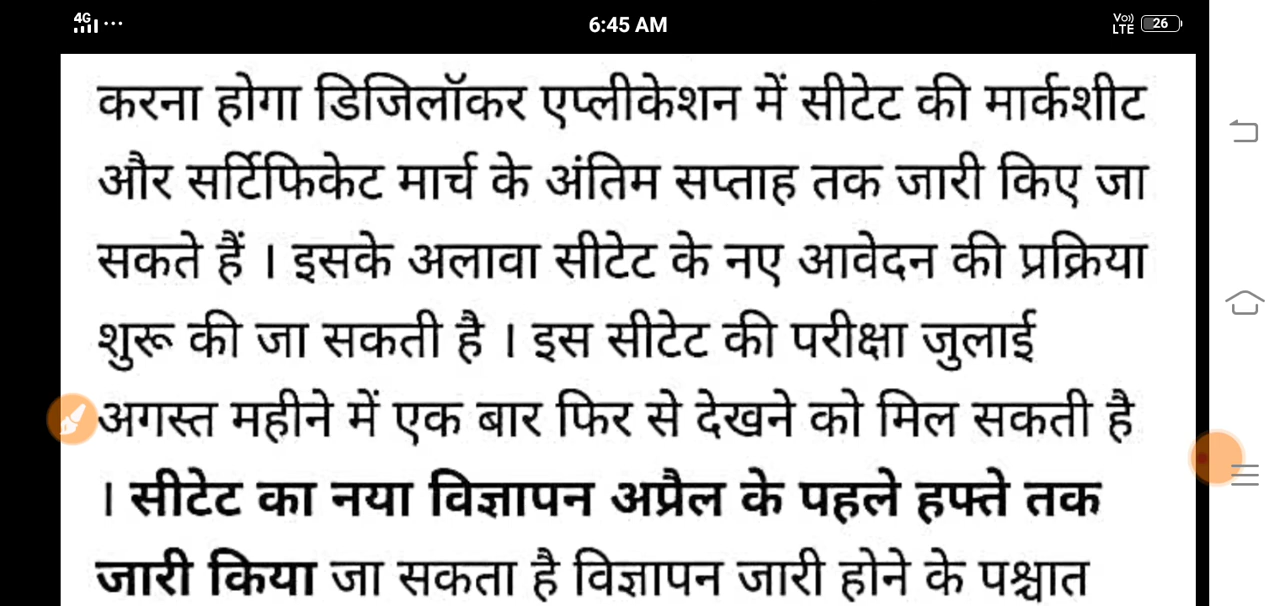 4G ...
6:45 AM
Vo)) LTE 26
करना होगा डिजिलॉकर एप्लीकेशन में सीटेट की मार्कशीट
और सर्टिफिकेट मार्च के अंतिम सप्ताह तक जारी किए जा
सकते हैं । इसके अलावा सीटेट के नए आवेदन की प्रक्रिया
शुरू की जा सकती है । इस सीटेट की परीक्षा जुलाई
अगस्त महीने में एक बार फिर से देखने को मिल सकती है
। सीटेट का नया विज्ञापन अप्रैल के पहले हफ्ते तक
जारी किया जा सकता है विज्ञापन जारी होने के पश्चात